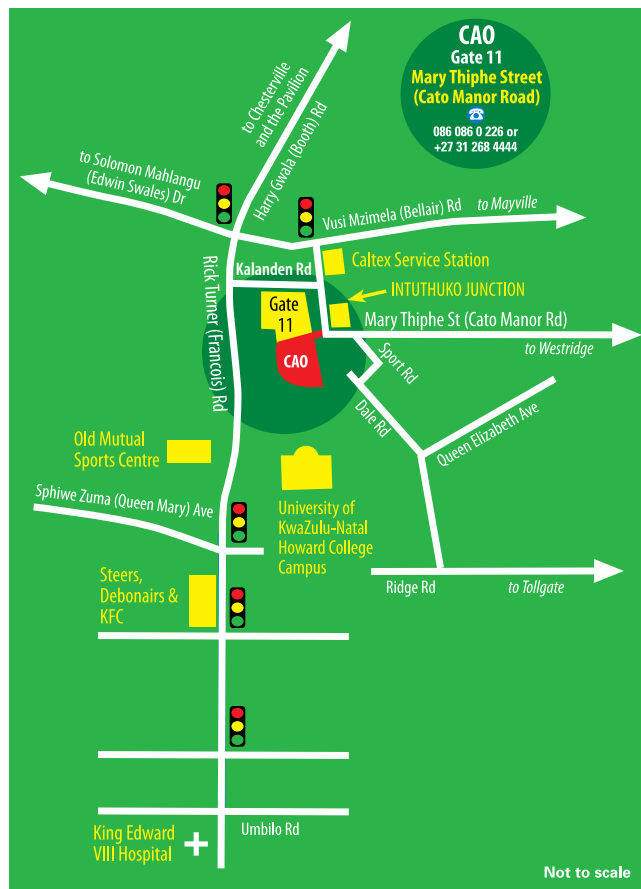 CAO
Gate 11
Mary Thiphe Street
(Cato Manor Road)
086 086 0 226 or
+27 31 268 4444
to Chesterville
and the Pavilion
Harry Gwala (Booth) Rd
to Solomon Mahlangu
(Edwin Swales) Dr
Vusi Mzimela (Bellair) Rd
to Mayville
Kalanden Rd
Caltex Service Station
INTUTHUKO JUNCTION
Gate
11
Mary Thiphe St (Cato Manor Rd)
to Westridge
CAO
Sport Rd
Rick Turner (Francois) Rd
Dale Rd
Queen Elizabeth Ave
Old Mutual
Sports Centre
Sphiwe Zuma (Queen Mary) Ave
University of
KwaZulu-Natal
Howard College
Campus
Steers,
Debonairs &
KFC
Ridge Rd
to Tollgate
Umbilo Rd
King Edward
VIII Hospital
Not to scale